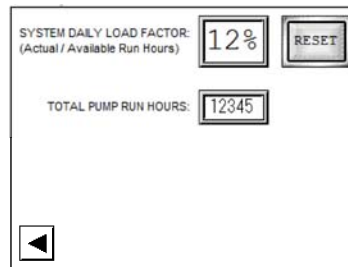 SYSTEM DAILY LOAD FACTOR:
(Actual / Available Run Hours)
12%
RESET
TOTAL PUMP RUN HOURS:
12345